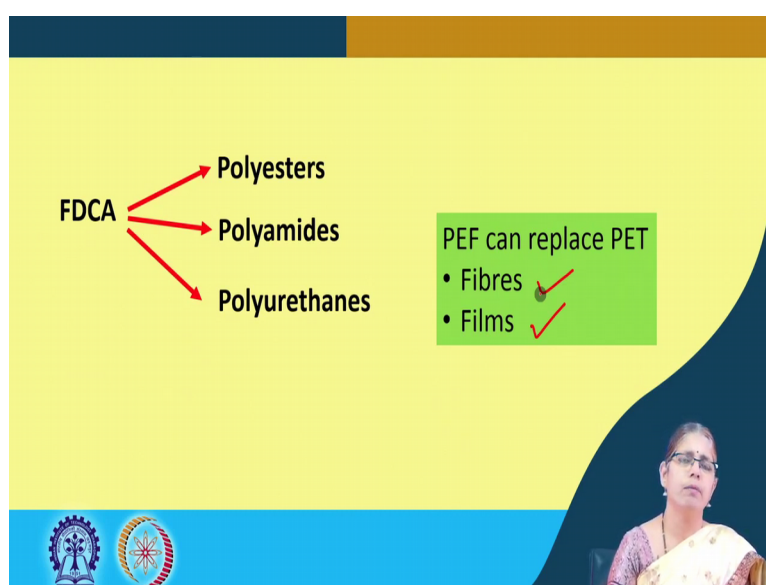 Polyesters
FDCA
Polyamides
Polyurethanes
PEF can replace PET
• Fibres
• Films